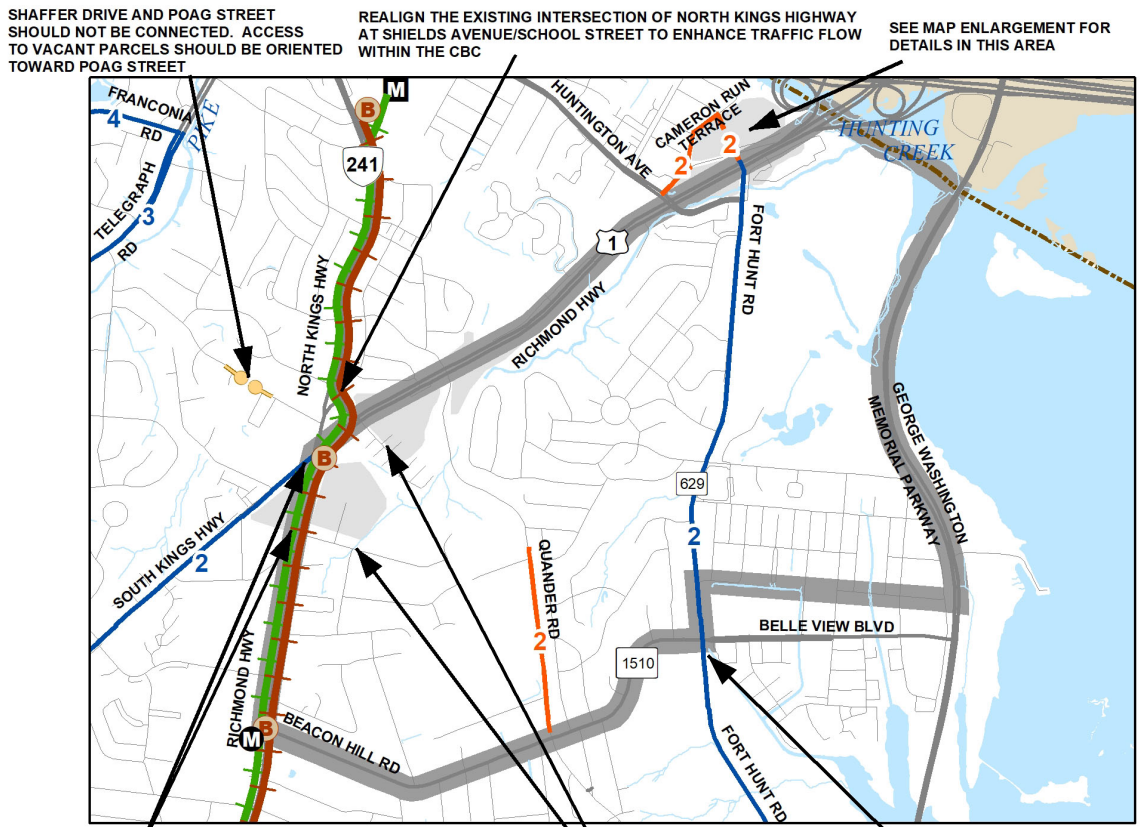 SHAFFER DRIVE AND POAG STREET
SHOULD NOT BE CONNECTED. ACCESS
TO VACANT PARCELS SHOULD BE ORIENTED
TOWARD POAG STREET
REALIGN THE EXISTING INTERSECTION OF NORTH KINGS HIGHWAY
AT SHIELDS AVENUE/SCHOOL STREET TO ENHANCE TRAFFIC FLOW
WITHIN THE CBC
SEE MAP ENLARGEMENT FOR
DETAILS IN THIS AREA
FRANCONIA
RD
4
PIKE
TELEGRAPH
RD
3
M
B
241
HUNTINGTON AVE
CAMERON RUN
TERRACE
2
2
HUNTING
CREEK
NORTH KINGS HWY
1
RICHMOND HWY
FORT HUNT RD
GEORGE WASHINGTON
MEMORIAL PARKWAY
B
629
2
SOUTH KINGS HWY
2
QUANDER RD
2
BELLE VIEW BLVD
1510
RICHMOND HWY
B
M
BEACON HILL RD
FORT HUNT RD